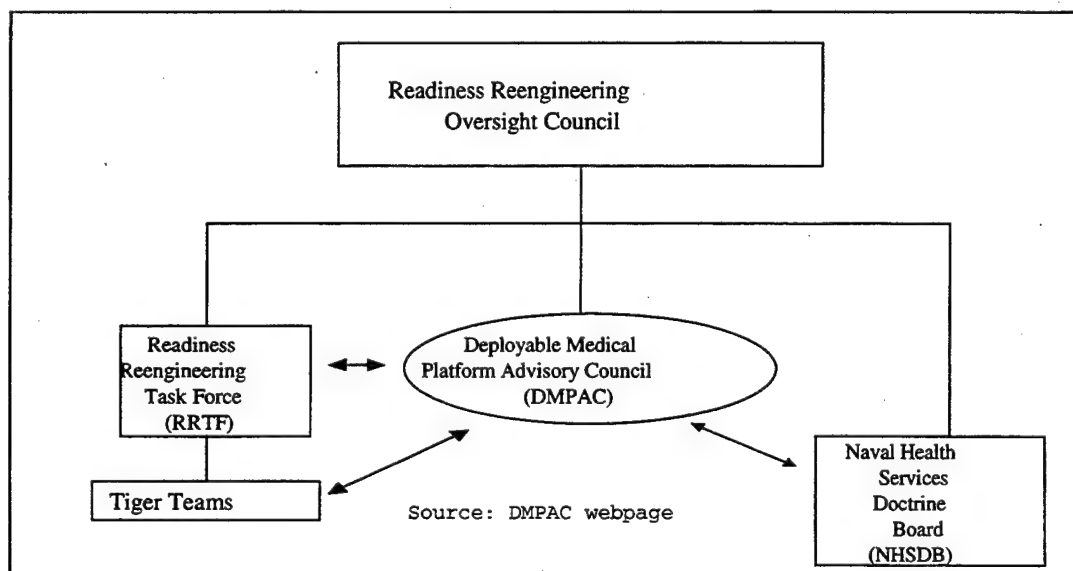 Readiness Reengineering
Oversight Council
Readiness
Reengineering
Task Force
(RRTF)
Deployable Medical
Platform Advisory Council
(DMPAC)
Tiger Teams
Naval Health
Services
Doctrine
Board
(NHSDB)
Source: DMPAC webpage